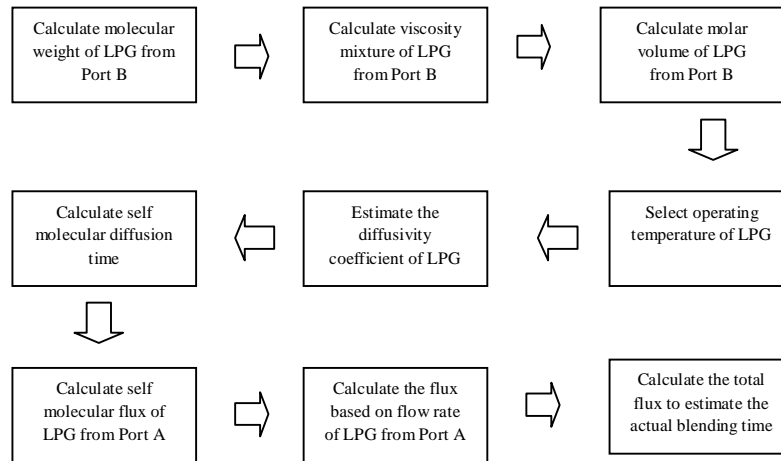 Calculate molecular
weight of LPG from
Port B
Calculate viscosity
mixture of LPG
from Port B
Calculate molar
volume of LPG
from Port B
Select operating
temperature of LPG
Estimate the
diffusivity
coefficient of LPG
Calculate self
molecular diffusion
time
Calculate self
molecular flux of
LPG from Port A
Calculate the flux
based on flow rate
of LPG from Port A
Calculate the total
flux to estimate the
actual blending time